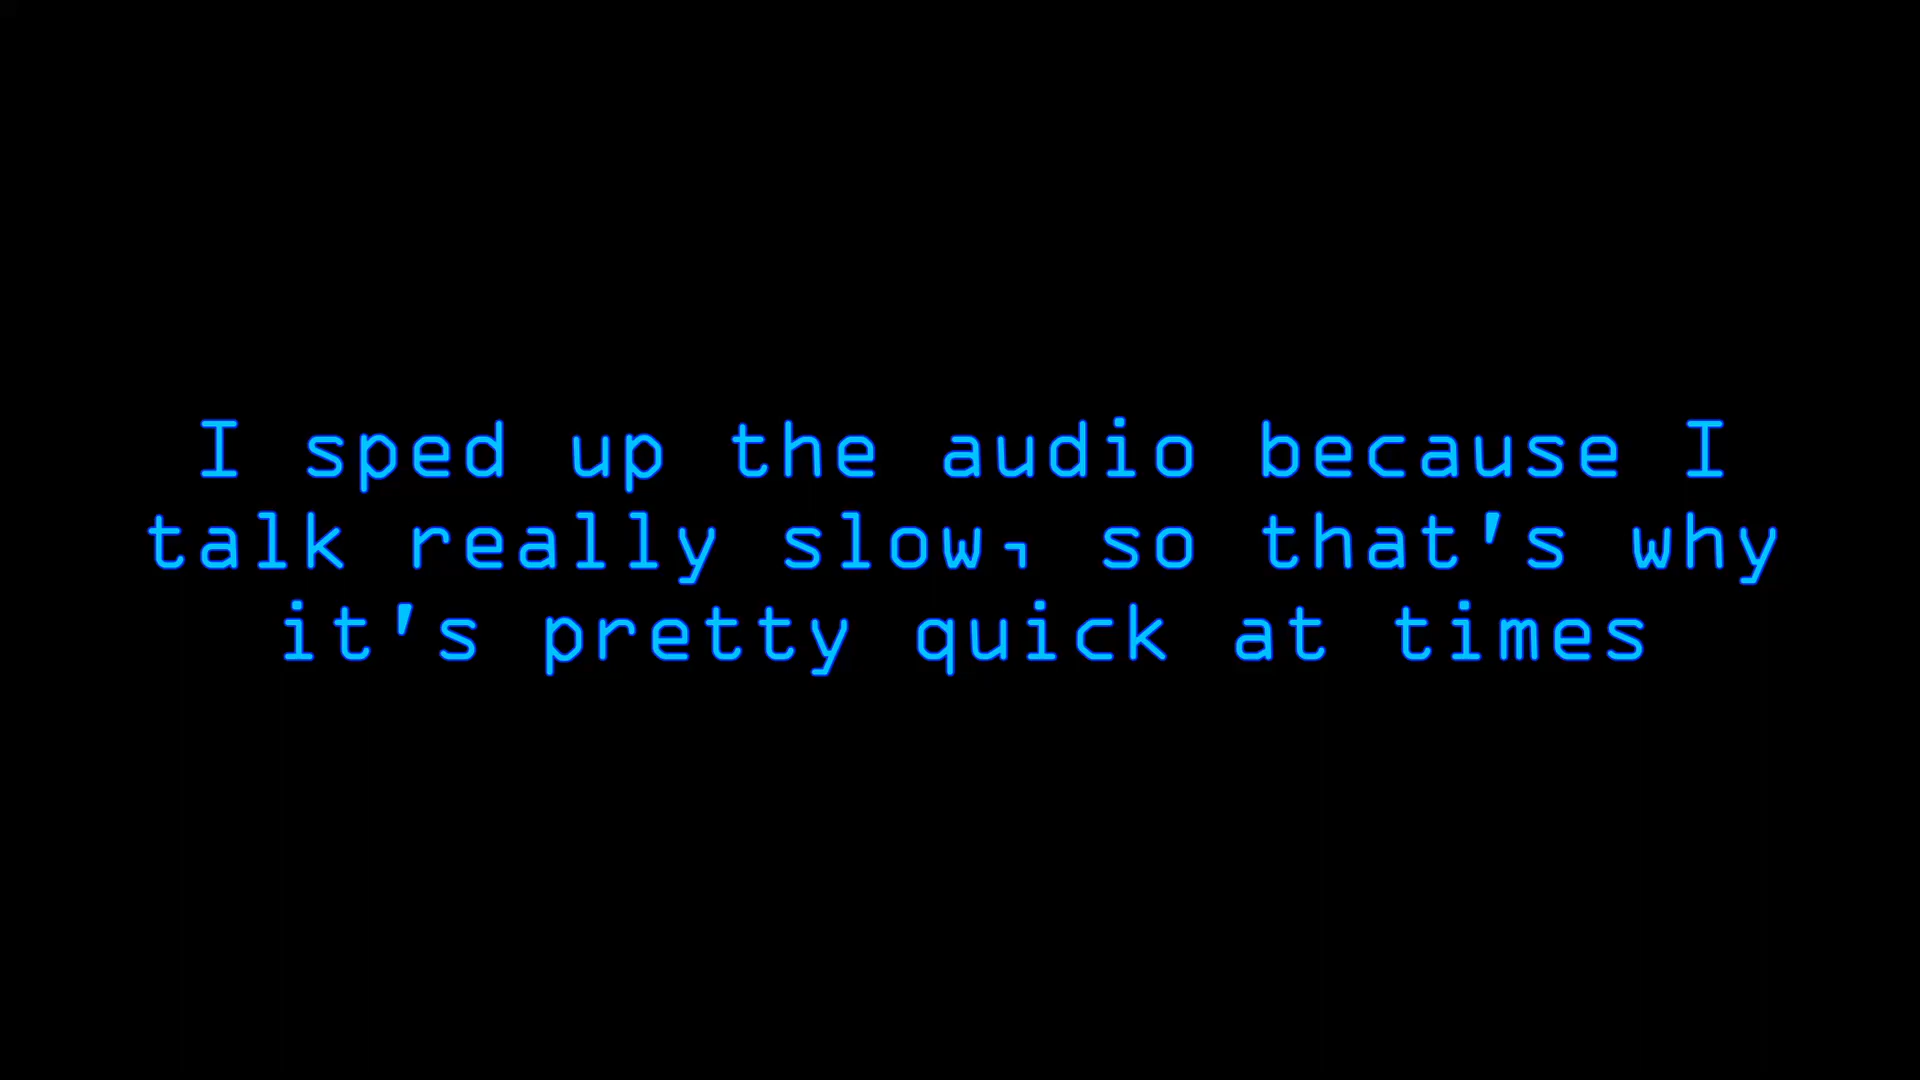 I sped up the audio because I
talk really slow, so that's why
it's pretty quick at times